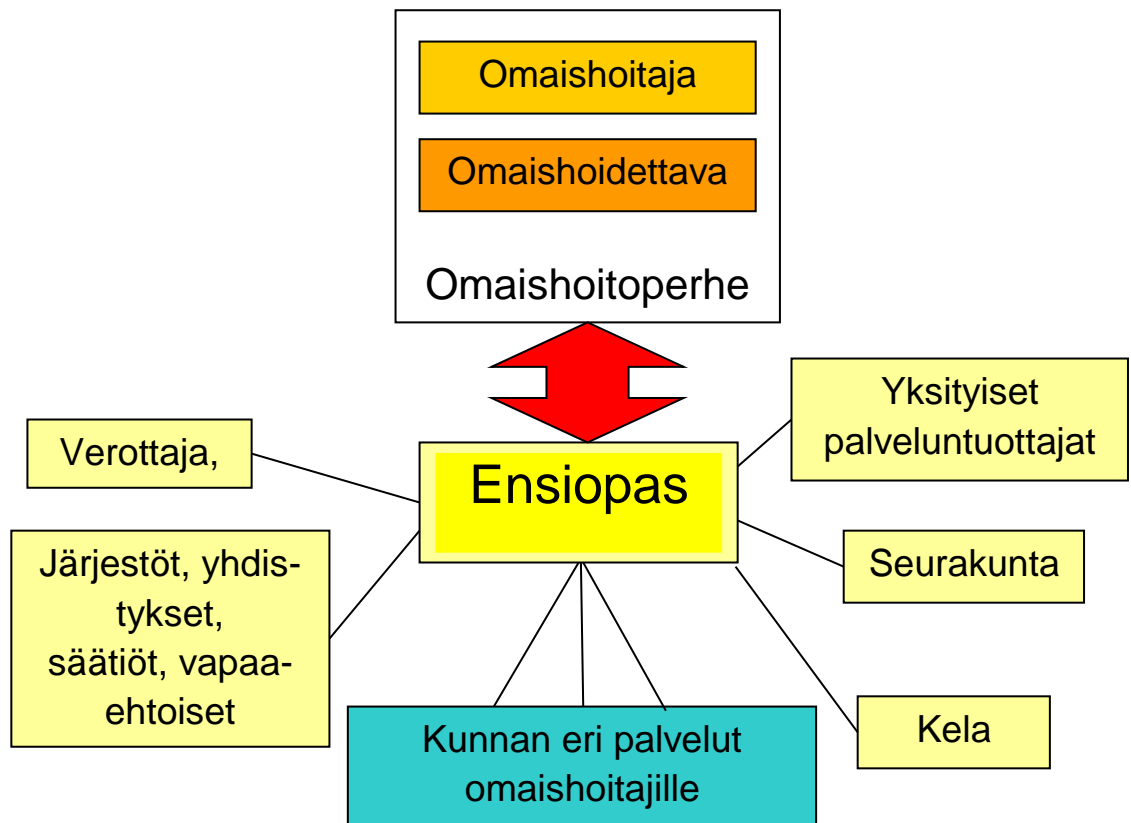 Omaishoitaja
Omaishoidettava
Omaishoitoperhe
Yksityiset
palveluntuottajat
Verottaja,
Ensiopas
Järjestöt, yhdis-
tykset,
säätiöt, vapaa-
ehtoiset
Seurakunta
Kunnan eri palvelut
omaishoitajille
Kela